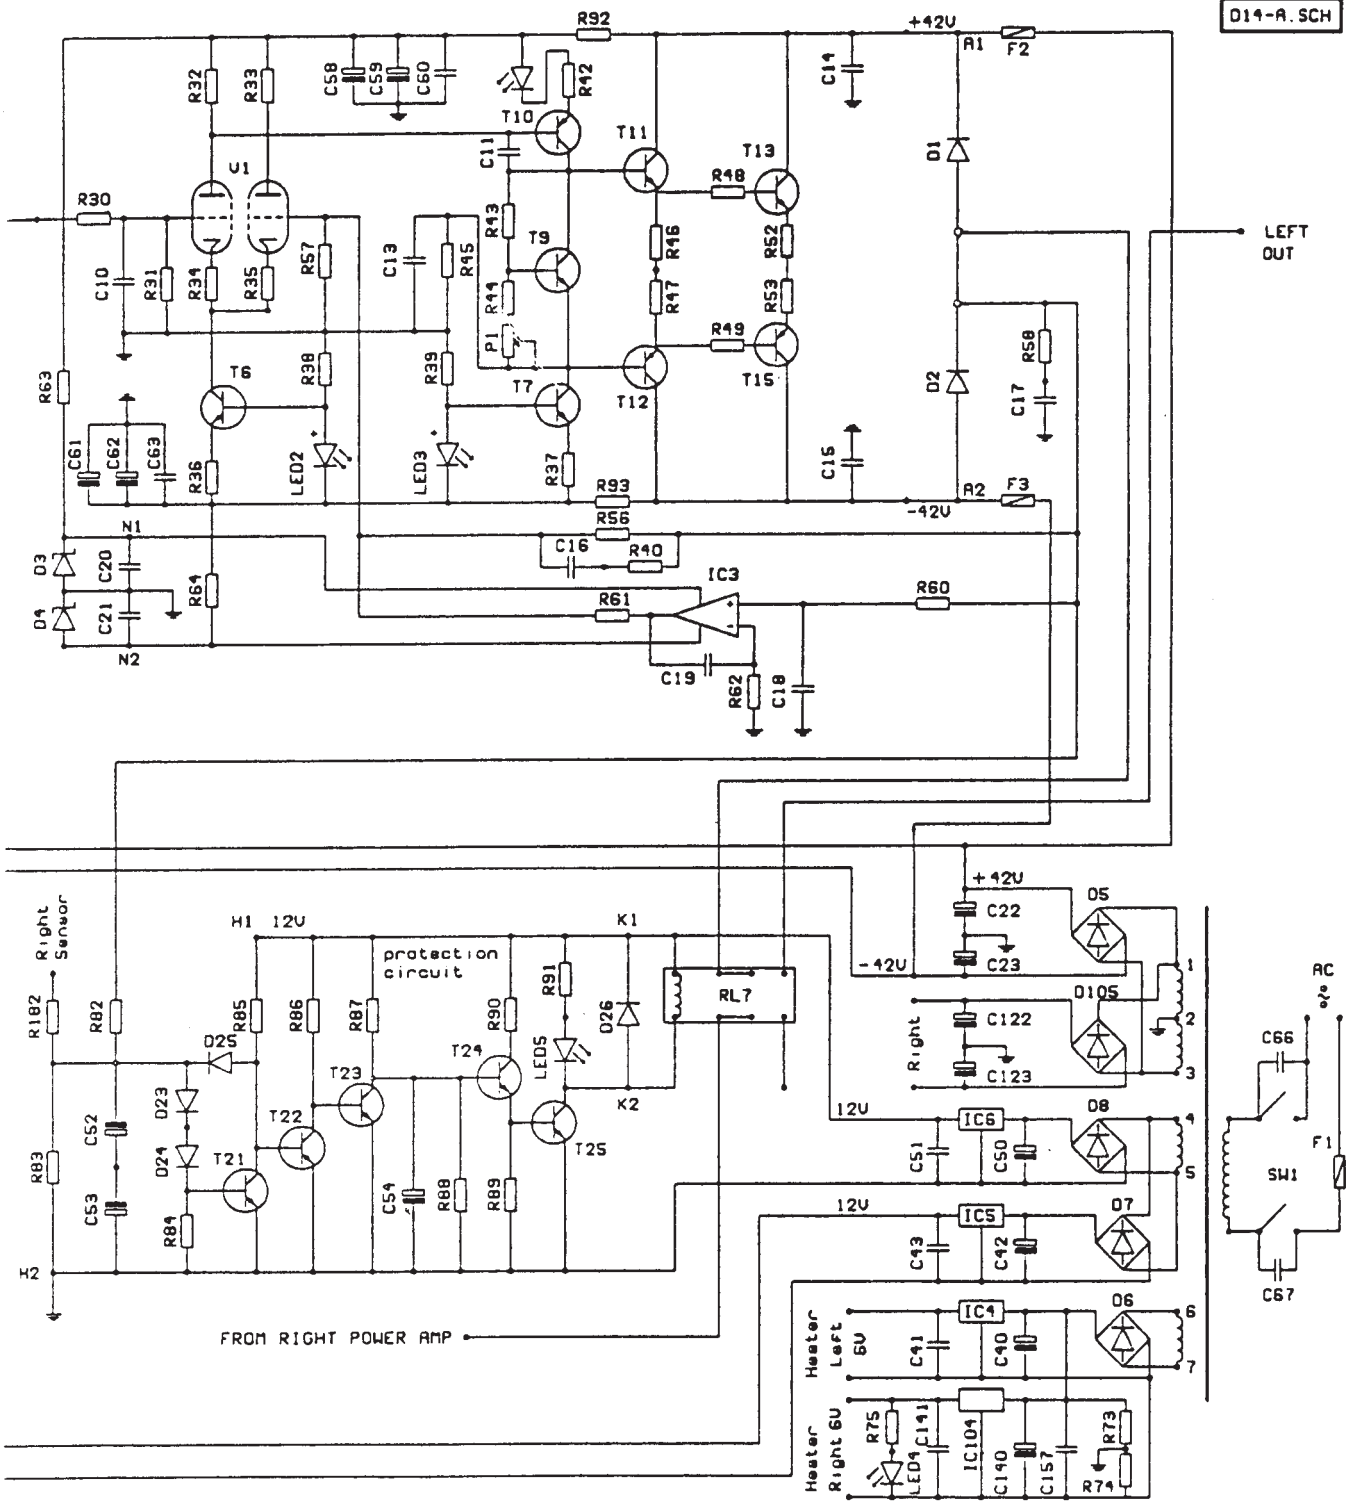 D14-A.SCH
R92
+42V
A1
F2
R32
R33
C58
C59
C60
R42
C14
T10
T11
T13
C11
D1
V1
R48
R30
R43
T9
R46
R52
LEFT
OUT
C10
R31
R34
R35
R57
C13
R45
R44
R47
R53
P1
R49
R58
R63
T6
R38
R39
T7
T12
T15
D2
C17
C61
C62
C63
R36
+
LED2
+
LED3
R37
C15
R93
A2
F3
-42V
N1
R56
C16
R40
D3
C20
IC3
R64
R61
+
-
R60
D4
C21
N2
C19
R62
C18
+42V
D5
Right
Sensor
H1 12V
K1
C22
protection
circuit
-42V
C23
1
AC
R182
R82
R85
R86
R87
R90
R91
D26
RL7
D105
Right
C122
2
D25
T24
LED5
C66
T23
C123
3
D23
K2
12V
IC6
D8
4
C52
T22
T25
C51
C50
F1
R83
D24
T21
5
SW1
C53
R84
C54
R88
R89
12V
IC5
D7
C43
C42
H2
C67
IC4
D6
6
FROM RIGHT POWER AMP
Heater
Left
6V
C41
C40
7
Heater
Right 6V
R75
C141
R73
LED4
IC104
C140
C157
R74